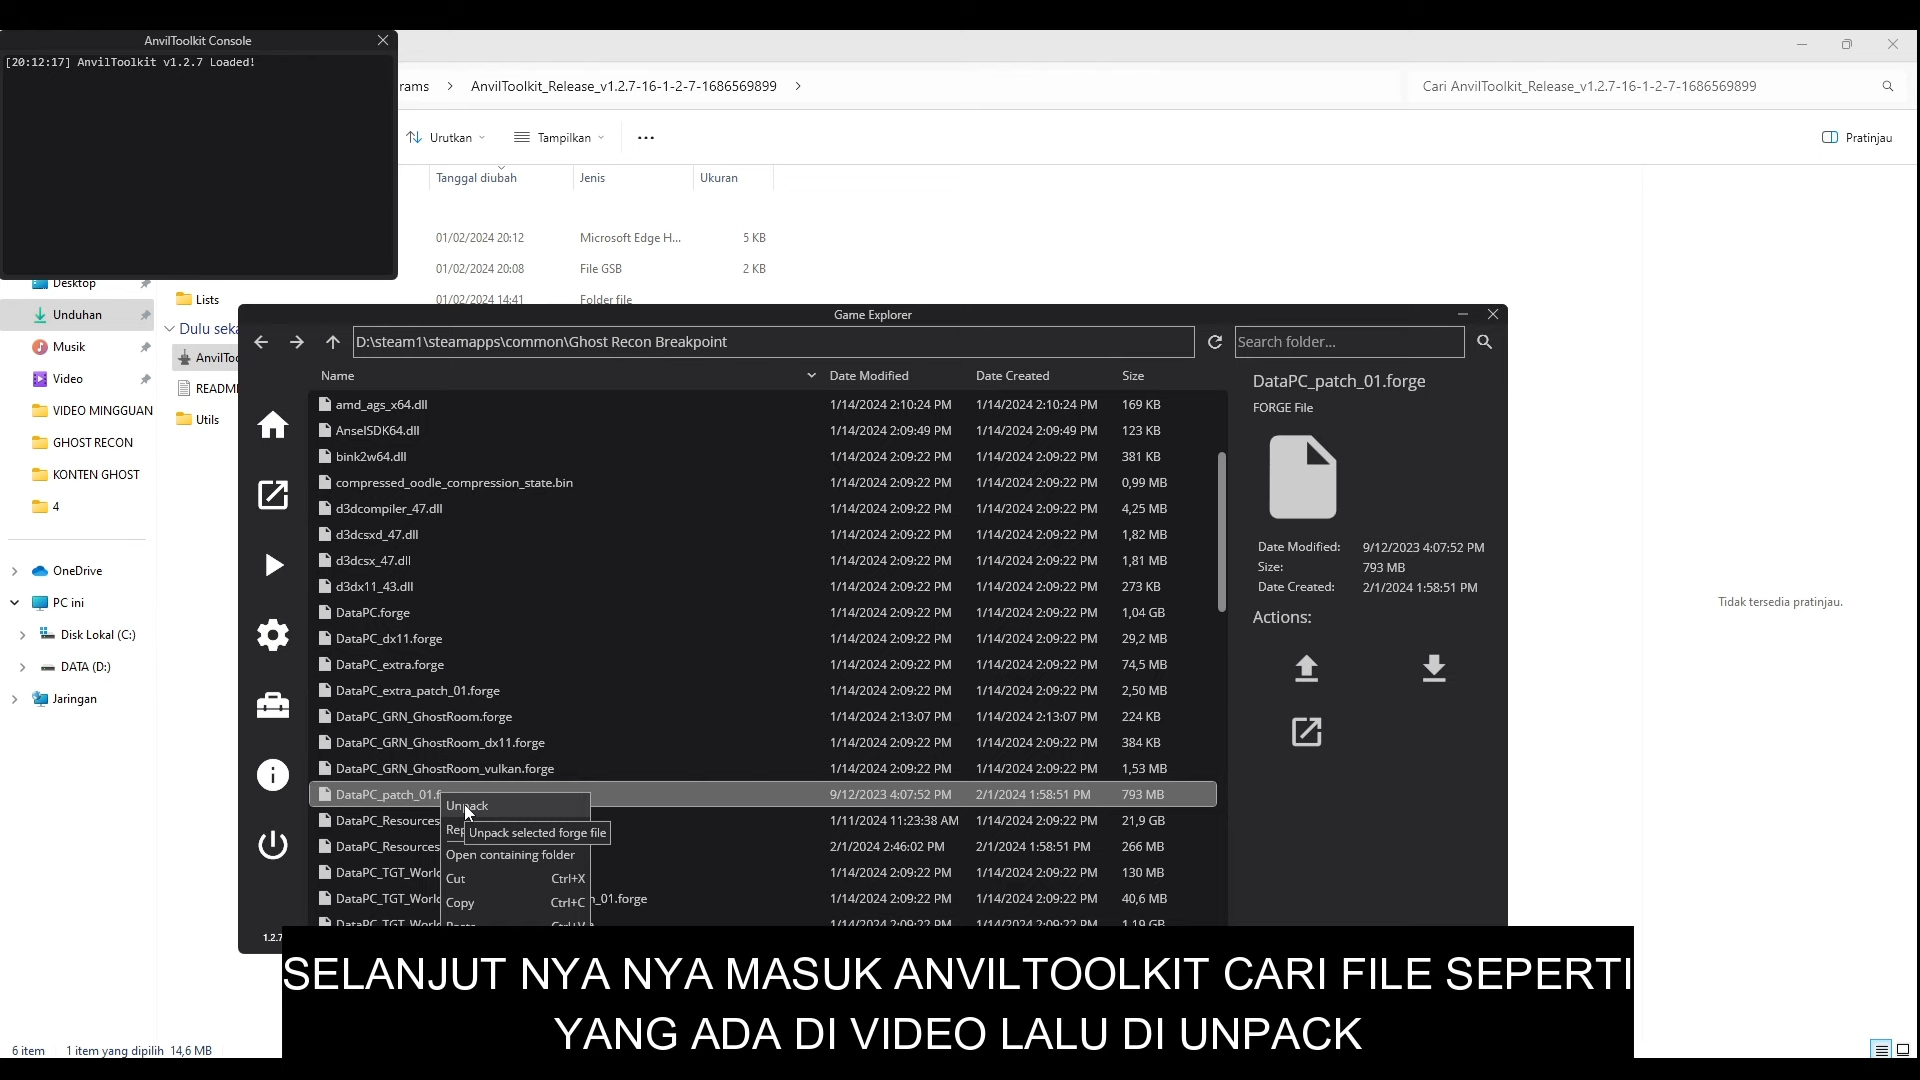 AnvilToolkit Console
[20:12:17] AnvilToolkit v1.2.7 Loaded!
AnvilToolkit_Release_v1.2.7-16-1-2-7-1686569899
Cari AnvilToolkit_Release_v1.2.7-16-1-2-7-1686569899
Urutkan
Tampilkan
Pratinjau
Tanggal diubah Jenis Ukuran
01/02/2024 20:12 Microsoft Edge H... 5 KB
01/02/2024 20:08 File GSB 2 KB
01/02/2024 14:41 Folder file
Desktop
Unduhan
Musik
Video
VIDEO MINGGUAN
GHOST RECON
KONTEN GHOST
4
OneDrive
PC ini
Disk Lokal (C:)
DATA (D:)
Jaringan
Lists
Utils
Game Explorer
D:\steam1\steamapps\common\Ghost Recon Breakpoint
Search folder...
Name Date Modified Date Created Size
amd_ags_x64.dll 1/14/2024 2:10:24 PM 1/14/2024 2:10:24 PM 169 KB
AnselSDK64.dll 1/14/2024 2:09:49 PM 1/14/2024 2:09:49 PM 123 KB
bink2w64.dll 1/14/2024 2:09:22 PM 1/14/2024 2:09:22 PM 381 KB
compressed_oodle_compression_state.bin 1/14/2024 2:09:22 PM 1/14/2024 2:09:22 PM 0,99 MB
d3dcompiler_47.dll 1/14/2024 2:09:22 PM 1/14/2024 2:09:22 PM 4,25 MB
d3dcsxd_47.dll 1/14/2024 2:09:22 PM 1/14/2024 2:09:22 PM 1,82 MB
d3dcsx_47.dll 1/14/2024 2:09:22 PM 1/14/2024 2:09:22 PM 1,81 MB
d3dx11_43.dll 1/14/2024 2:09:22 PM 1/14/2024 2:09:22 PM 273 KB
DataPC.forge 1/14/2024 2:09:22 PM 1/14/2024 2:09:22 PM 1,04 GB
DataPC_dx11.forge 1/14/2024 2:09:22 PM 1/14/2024 2:09:22 PM 29,2 MB
DataPC_extra.forge 1/14/2024 2:09:22 PM 1/14/2024 2:09:22 PM 74,5 MB
DataPC_extra_patch_01.forge 1/14/2024 2:09:22 PM 1/14/2024 2:09:22 PM 2,50 MB
DataPC_GRN_GhostRoom.forge 1/14/2024 2:13:07 PM 1/14/2024 2:13:07 PM 224 KB
DataPC_GRN_GhostRoom_dx11.forge 1/14/2024 2:09:22 PM 1/14/2024 2:09:22 PM 384 KB
DataPC_GRN_GhostRoom_vulkan.forge 1/14/2024 2:09:22 PM 1/14/2024 2:09:22 PM 1,53 MB
DataPC_patch_01.f 9/12/2023 4:07:52 PM 2/1/2024 1:58:51 PM 793 MB
DataPC_Resources 1/11/2024 11:23:38 AM 1/14/2024 2:09:22 PM 21,9 GB
DataPC_Resources 2/1/2024 2:46:02 PM 2/1/2024 1:58:51 PM 266 MB
DataPC_TGT_World 1/14/2024 2:09:22 PM 1/14/2024 2:09:22 PM 130 MB
1/14/2024 2:09:22 PM 1/14/2024 2:09:22 PM 40,6 MB
Unpack
Unpack selected forge file
Open containing folder
Cut Ctrl+X
Copy Ctrl+C
DataPC_patch_01.forge
FORGE File
Date Modified: 9/12/2023 4:07:52 PM
Size: 793 MB
Date Created: 2/1/2024 1:58:51 PM
Actions:
Tidak tersedia pratinjau.
SELANJUT NYA NYA MASUK ANVILTOOLKIT CARI FILE SEPERTI
YANG ADA DI VIDEO LALU DI UNPACK
6 item 1 item yang dipilih 14,6 MB